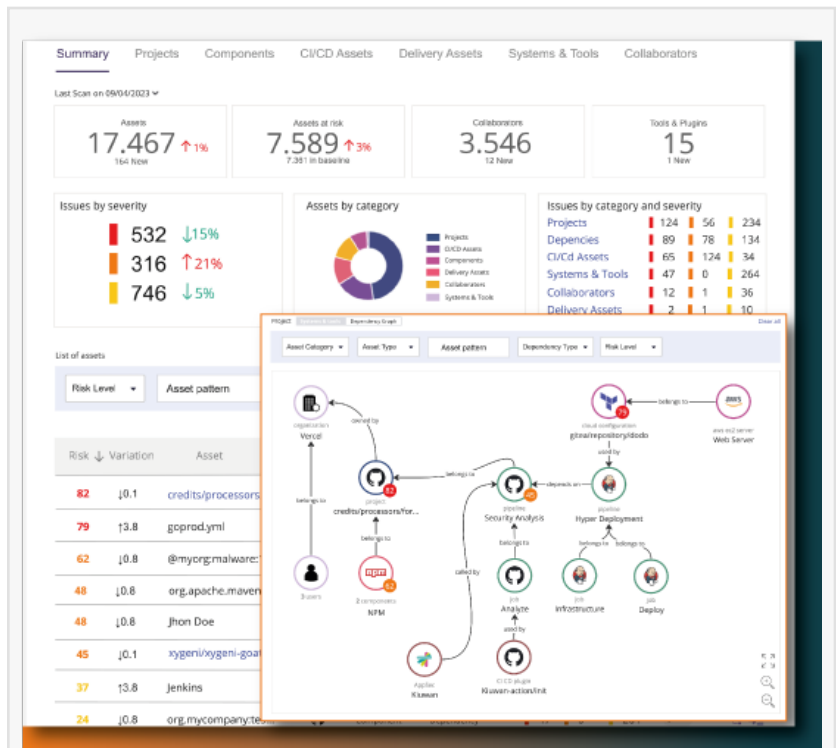 Summary Projects Components CI/CD Assets Delivery Assets Systems & Tools Collaborators
Last Scan on 09/04/2023
Assets
17.467 ↑1%
164 New
Assets at risk
7.589 ↑3%
7.381 in baseline
Collaborators
3.546
12 New
Tools & Plugins
15
1 New
Issues by severity
532 ↓15%
316 ↑21%
746 ↓5%
Assets by category
Projects
CI/CD Assets
Components
Delivery Assets
Collaborators
Systems & Tools
Issues by category and severity
Projects 124 56 234
Depencies 89 78 134
CI/Cd Assets 65 124 34
Systems & Tools 47 0 264
Collaborators 12 1 36
Delivery Assets 2 1 10
List of assets
Risk Level Asset pattern
Risk ↓ Variation Asset
82 ↓0.1 credits/processors
79 ↑3.8 goprod.yml
62 ↓0.8 @myorg:malware:
48 ↓0.8 org.apache.maven
48 ↓0.8 Jhon Doe
45 ↓0.1 xygeni/xygeni-goat
37 ↑3.8 Jenkins
24 ↓0.8 org.mycompany:
Project Dependency Graph Clear all
Asset Category Asset Type Asset pattern Dependency Type Risk Level
organization
Vercel
owned by
belongs to
3 users
82
project
credits/processors/for...
belongs to
npm
62
2 components
NPM
belongs to
pipeline
Security Analysis
belongs to
job
Analyze
used by
CI CD plugin
Kiuwan-action/init
called by
Kiuwan
depends on
79
cloud configuration
gitea/repository/dodo
belongs to
aws
aws ec2 server
Web Server
used by
pipeline
Hyper Deployment
belongs to belongs to
job
Infrastructure
job
Deploy